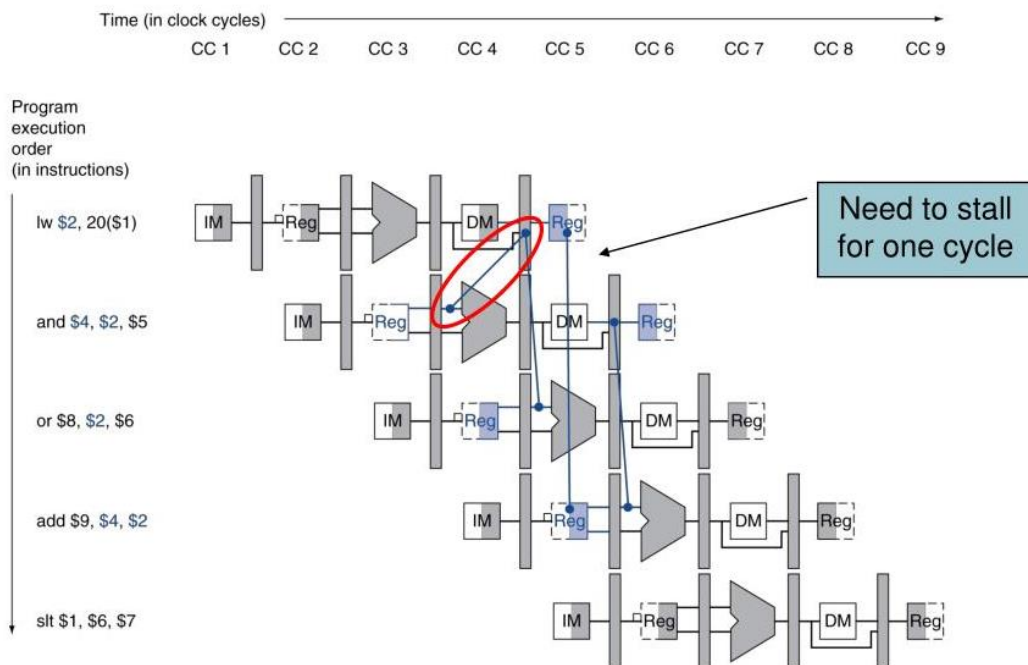 Time (in clock cycles)
CC 1 CC 2 CC 3 CC 4 CC 5 CC 6 CC 7 CC 8 CC 9
Program
execution
order
(in instructions)
lw $2, 20($1)
IM Reg DM Reg
Need to stall
for one cycle
and $4, $2, $5
IM Reg DM Reg
or $8, $2, $6
IM Reg DM Reg
add $9, $4, $2
IM Reg DM Reg
slt $1, $6, $7
IM Reg DM Reg